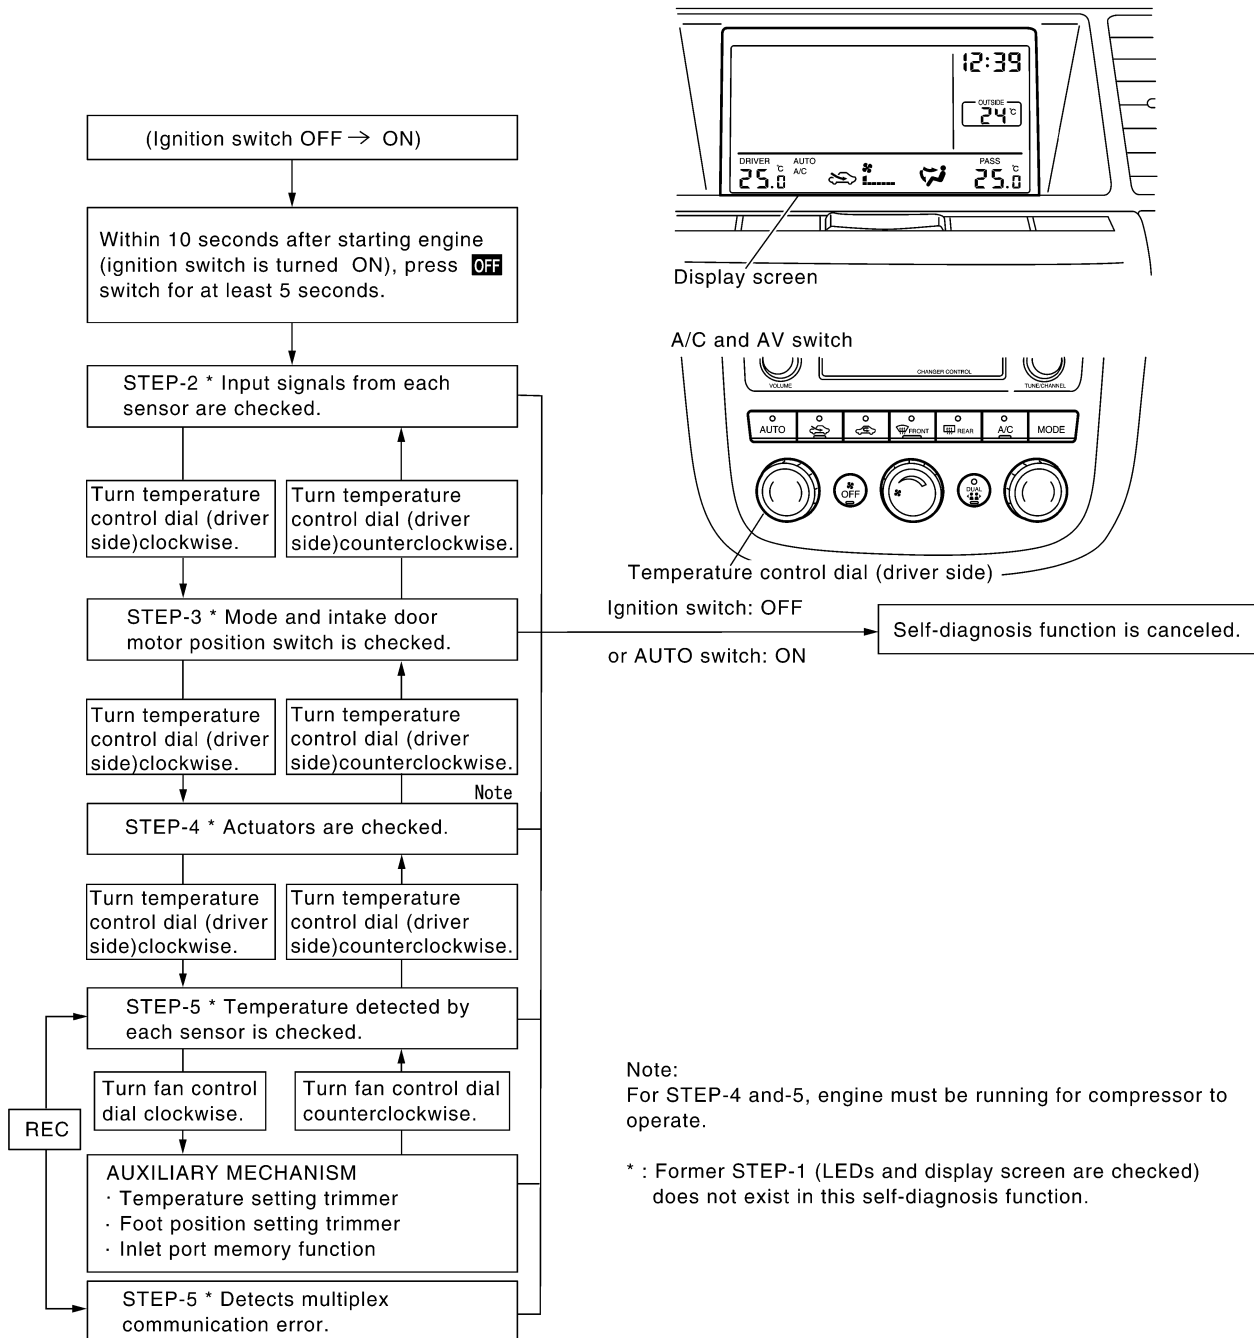 (Ignition switch OFF → ON)
Within 10 seconds after starting engine
(ignition switch is turned ON), press OFF
switch for at least 5 seconds.
STEP-2 * Input signals from each
sensor are checked.
Turn temperature
control dial (driver
side)clockwise.
Turn temperature
control dial (driver
side)counterclockwise.
STEP-3 * Mode and intake door
motor position switch is checked.
Turn temperature
control dial (driver
side)clockwise.
Turn temperature
control dial (driver
side)counterclockwise.
Note
STEP-4 * Actuators are checked.
Turn temperature
control dial (driver
side)clockwise.
Turn temperature
control dial (driver
side)counterclockwise.
STEP-5 * Temperature detected by
each sensor is checked.
Turn fan control
dial clockwise.
Turn fan control dial
counterclockwise.
REC
AUXILIARY MECHANISM
· Temperature setting trimmer
· Foot position setting trimmer
· Inlet port memory function
STEP-5 * Detects multiplex
communication error.
12:39
OUTSIDE
24°C
DRIVER
25.0 °C
AUTO
A/C
PASS
25.0 °C
Display screen
A/C and AV switch
VOLUME
CHANGER CONTROL
TUNE/CHANNEL
AUTO
FRONT
REAR
A/C
MODE
OFF
DUAL
Temperature control dial (driver side)
Ignition switch: OFF
or AUTO switch: ON
Self-diagnosis function is canceled.
Note:
For STEP-4 and-5, engine must be running for compressor to
operate.
* : Former STEP-1 (LEDs and display screen are checked)
does not exist in this self-diagnosis function.